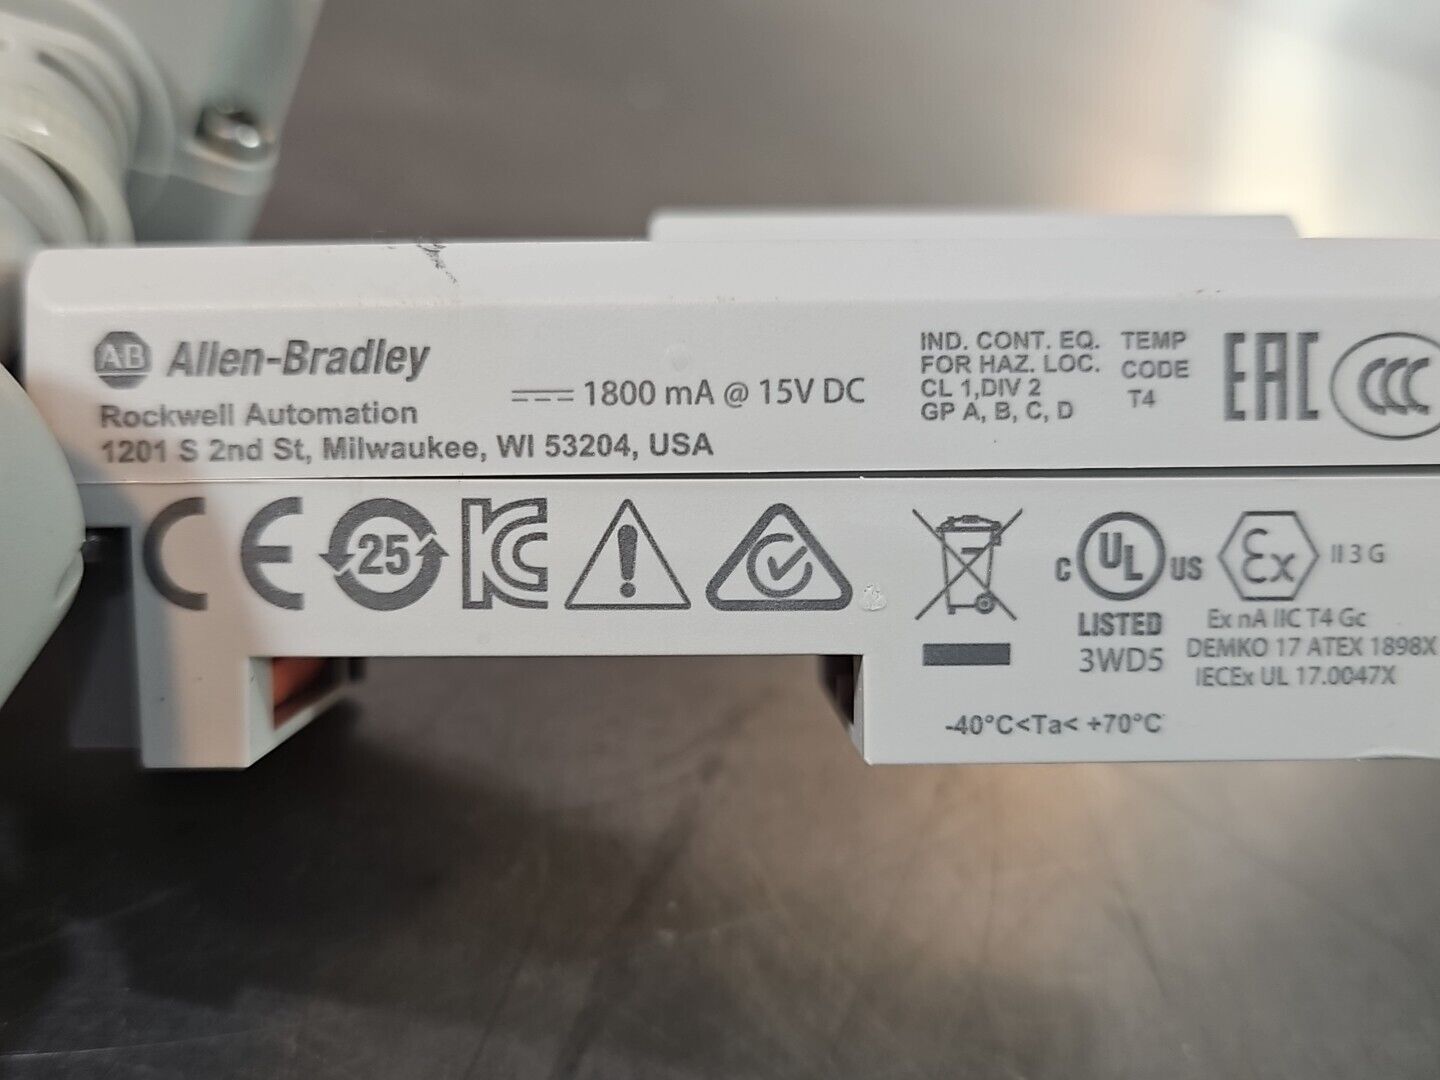 AB Allen-Bradley
Rockwell Automation
1201 S 2nd St, Milwaukee, WI 53204, USA
1800 mA @ 15V DC
IND. CONT. EQ.
FOR HAZ. LOC.
CL 1,DIV 2
GP A, B, C, D
TEMP
CODE
T4
EAC
CCC
CE
25
KC
C UL US
LISTED
3WD5
Ex II 3 G
Ex nA IIC T4 Gc
DEMKO 17 ATEX 1898X
IECEx UL 17.0047X
-40°C<Ta< +70°C